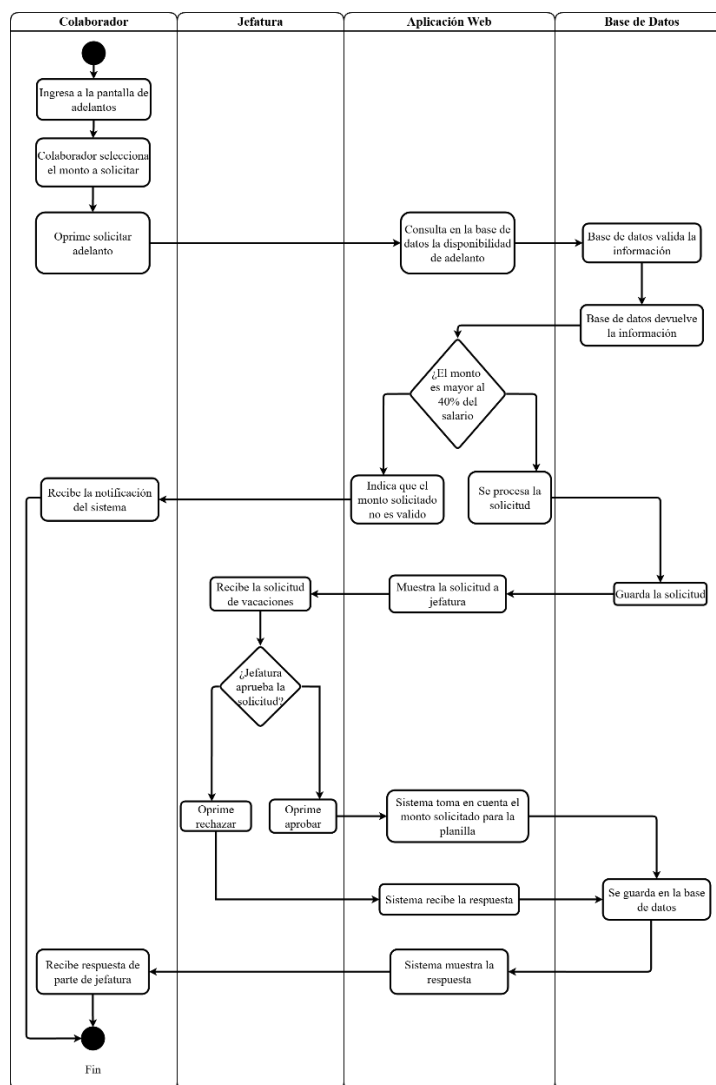 Colaborador
Jefatura
Aplicación Web
Base de Datos
Ingresa a la pantalla de
adelantos
Colaborador selecciona
el monto a solicitar
Oprime solicitar
adelanto
Consulta en la base de
datos la disponibilidad
de adelanto
Base de datos valida la
información
Base de datos devuelve
la información
¿El monto
es mayor al
40% del
salario
Recibe la notificación
del sistema
Indica que el
monto solicitado
no es valido
Se procesa la
solicitud
Recibe la solicitud
de vacaciones
Muestra la solicitud a
jefatura
Guarda la solicitud
¿Jefatura
aprueba la
solicitud?
Oprime
rechazar
Oprime
aprobar
Sistema toma en cuenta el
monto solicitado para la
planilla
Sistema recibe la respuesta
Se guarda en la base
de datos
Recibe respuesta de
parte de jefatura
Sistema muestra la
respuesta
Fin